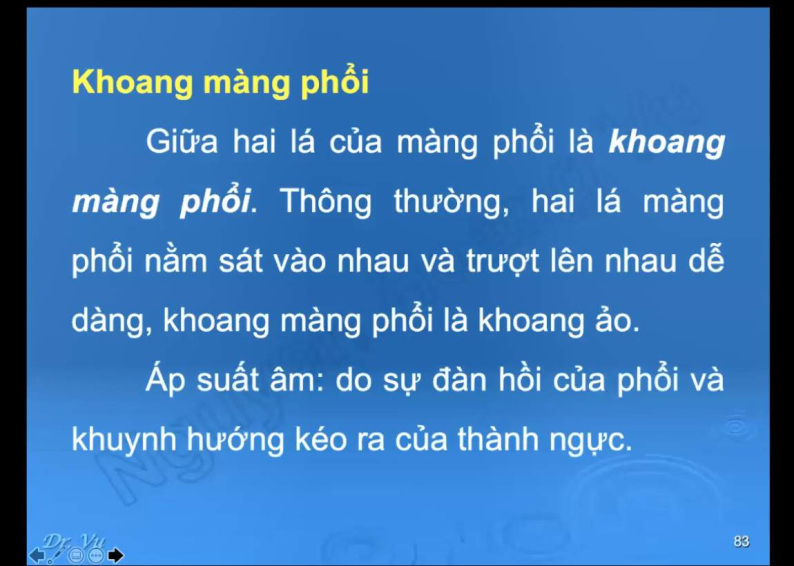 Khoang màng phổi
Giữa hai lá của màng phổi là khoang
màng phổi. Thông thường, hai lá màng
phổi nằm sát vào nhau và trượt lên nhau dễ
dàng, khoang màng phổi là khoang ảo.
Áp suất âm: do sự đàn hồi của phổi và
khuynh hướng kéo ra của thành ngực.
Dr. Vu
83